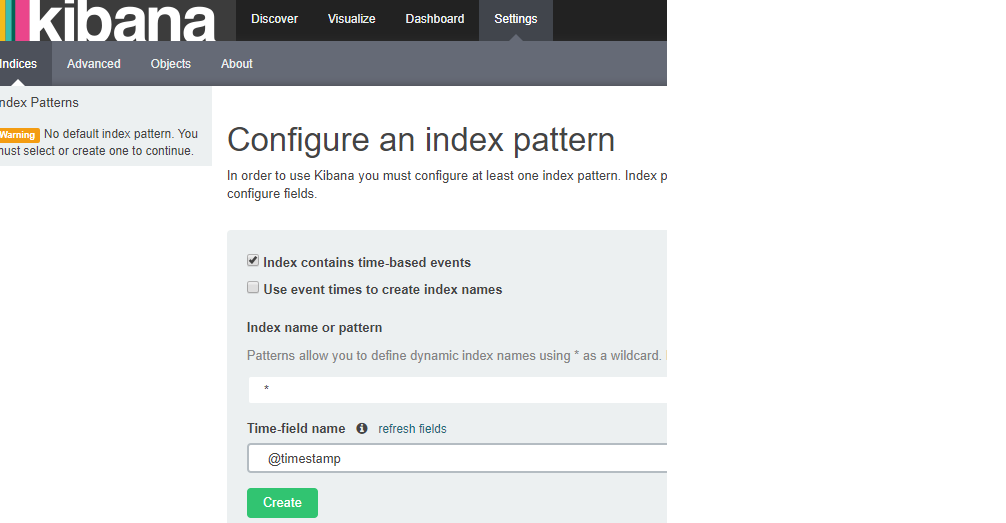 kibana
Discover Visualize Dashboard Settings
Indices Advanced Objects About
ndex Patterns
Warning No default index pattern. You
must select or create one to continue.
Configure an index pattern
In order to use Kibana you must configure at least one index pattern. Index p
configure fields.
Index contains time-based events
Use event times to create index names
Index name or pattern
Patterns allow you to define dynamic index names using * as a wildcard.
*
Time-field name refresh fields
@timestamp
Create